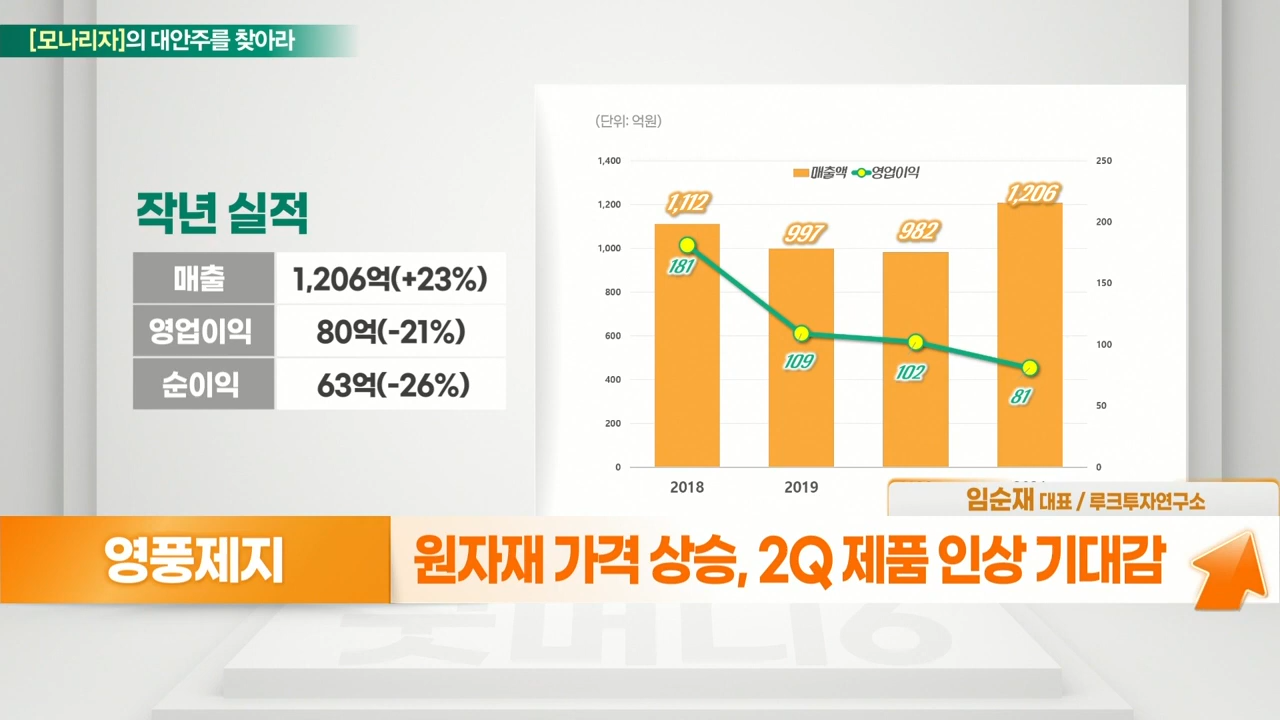 [모나리자]의 대안주를 찾아라
(단위: 억원)
작년 실적
매출 1,206억(+23%)
영업이익 80억(-21%)
순이익 63억(-26%)
매출액 영업이익
1,400
1,200
1,000
800
600
400
200
0
250
200
150
100
50
0
1,112
997
982
1,206
181
109
102
81
2018
2019
임순재 대표 / 루크투자연구소
영풍제지
원자재 가격 상승, 2Q 제품 인상 기대감